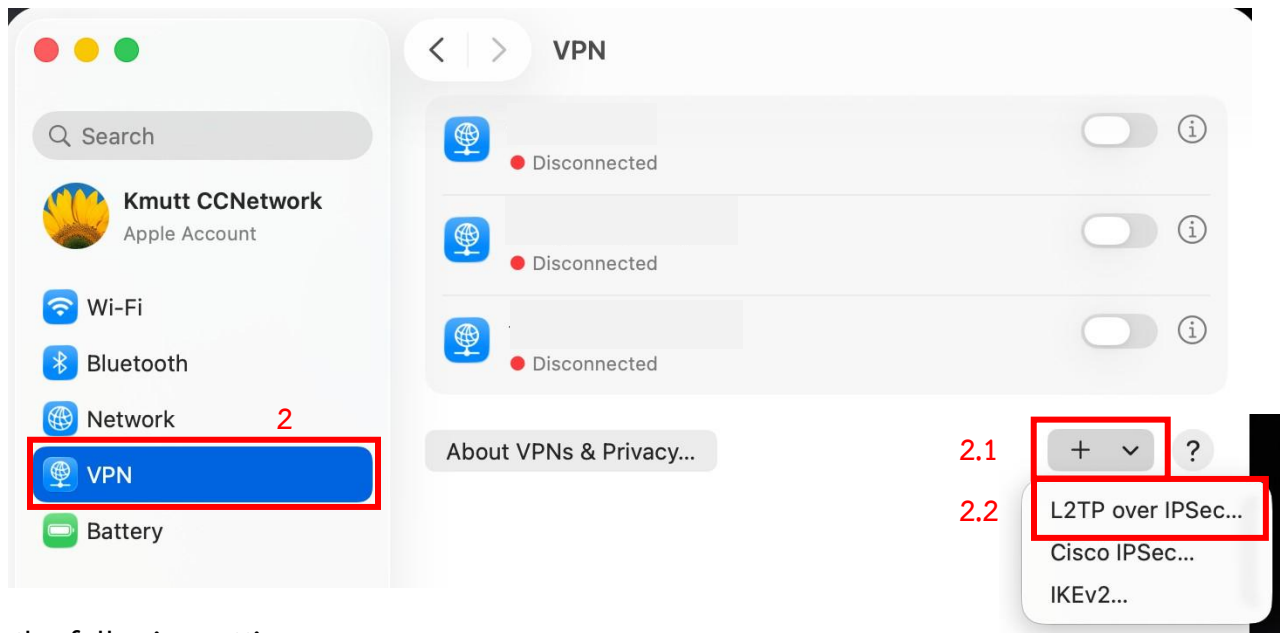 VPN
Search
Disconnected
Kmutt CCNetwork
Apple Account
Disconnected
Wi-Fi
Bluetooth
Disconnected
Network 2
About VPNs & Privacy... 2.1 + ?
VPN
2.2 L2TP over IPSec...
Battery
Cisco IPSec...
IKEv2...